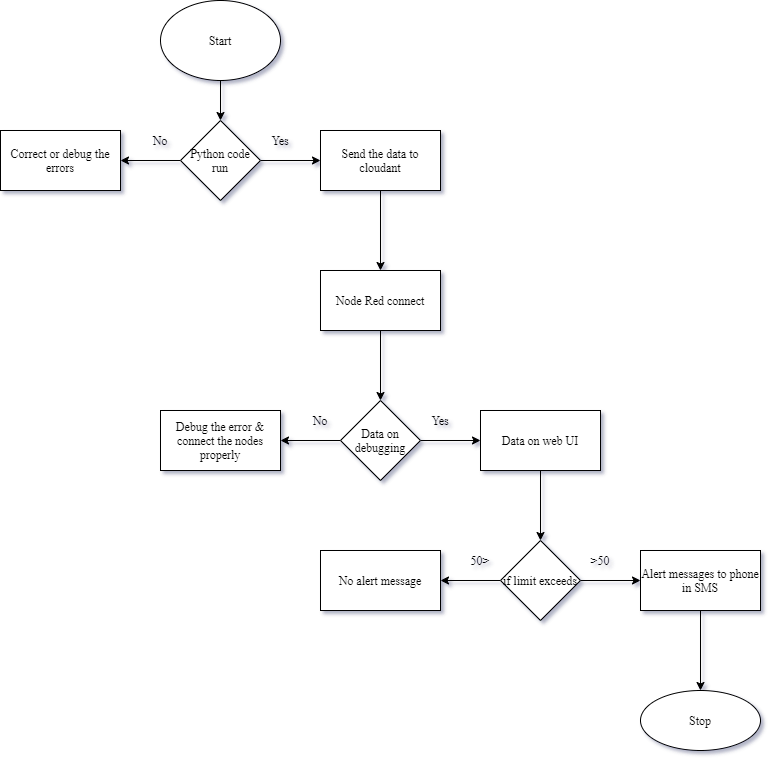 Start
No
Yes
Correct or debug the
errors
Python code
run
Send the data to
cloudant
Node Red connect
No
Yes
Debug the error &
connect the nodes
properly
Data on
debugging
Data on web UI
50>
>50
No alert message
if limit exceeds
Alert messages to phone
in SMS
Stop